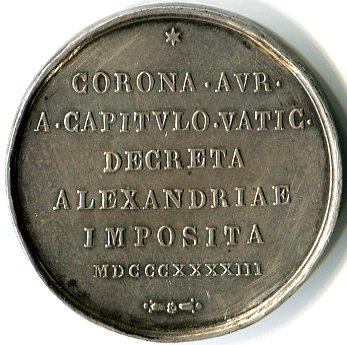 CORONA · AVR ·
A · CAPITVLO · VATIC ·
DECRETA
ALEXANDRIAE
IMPOSITA
MDCCCXXXXIII